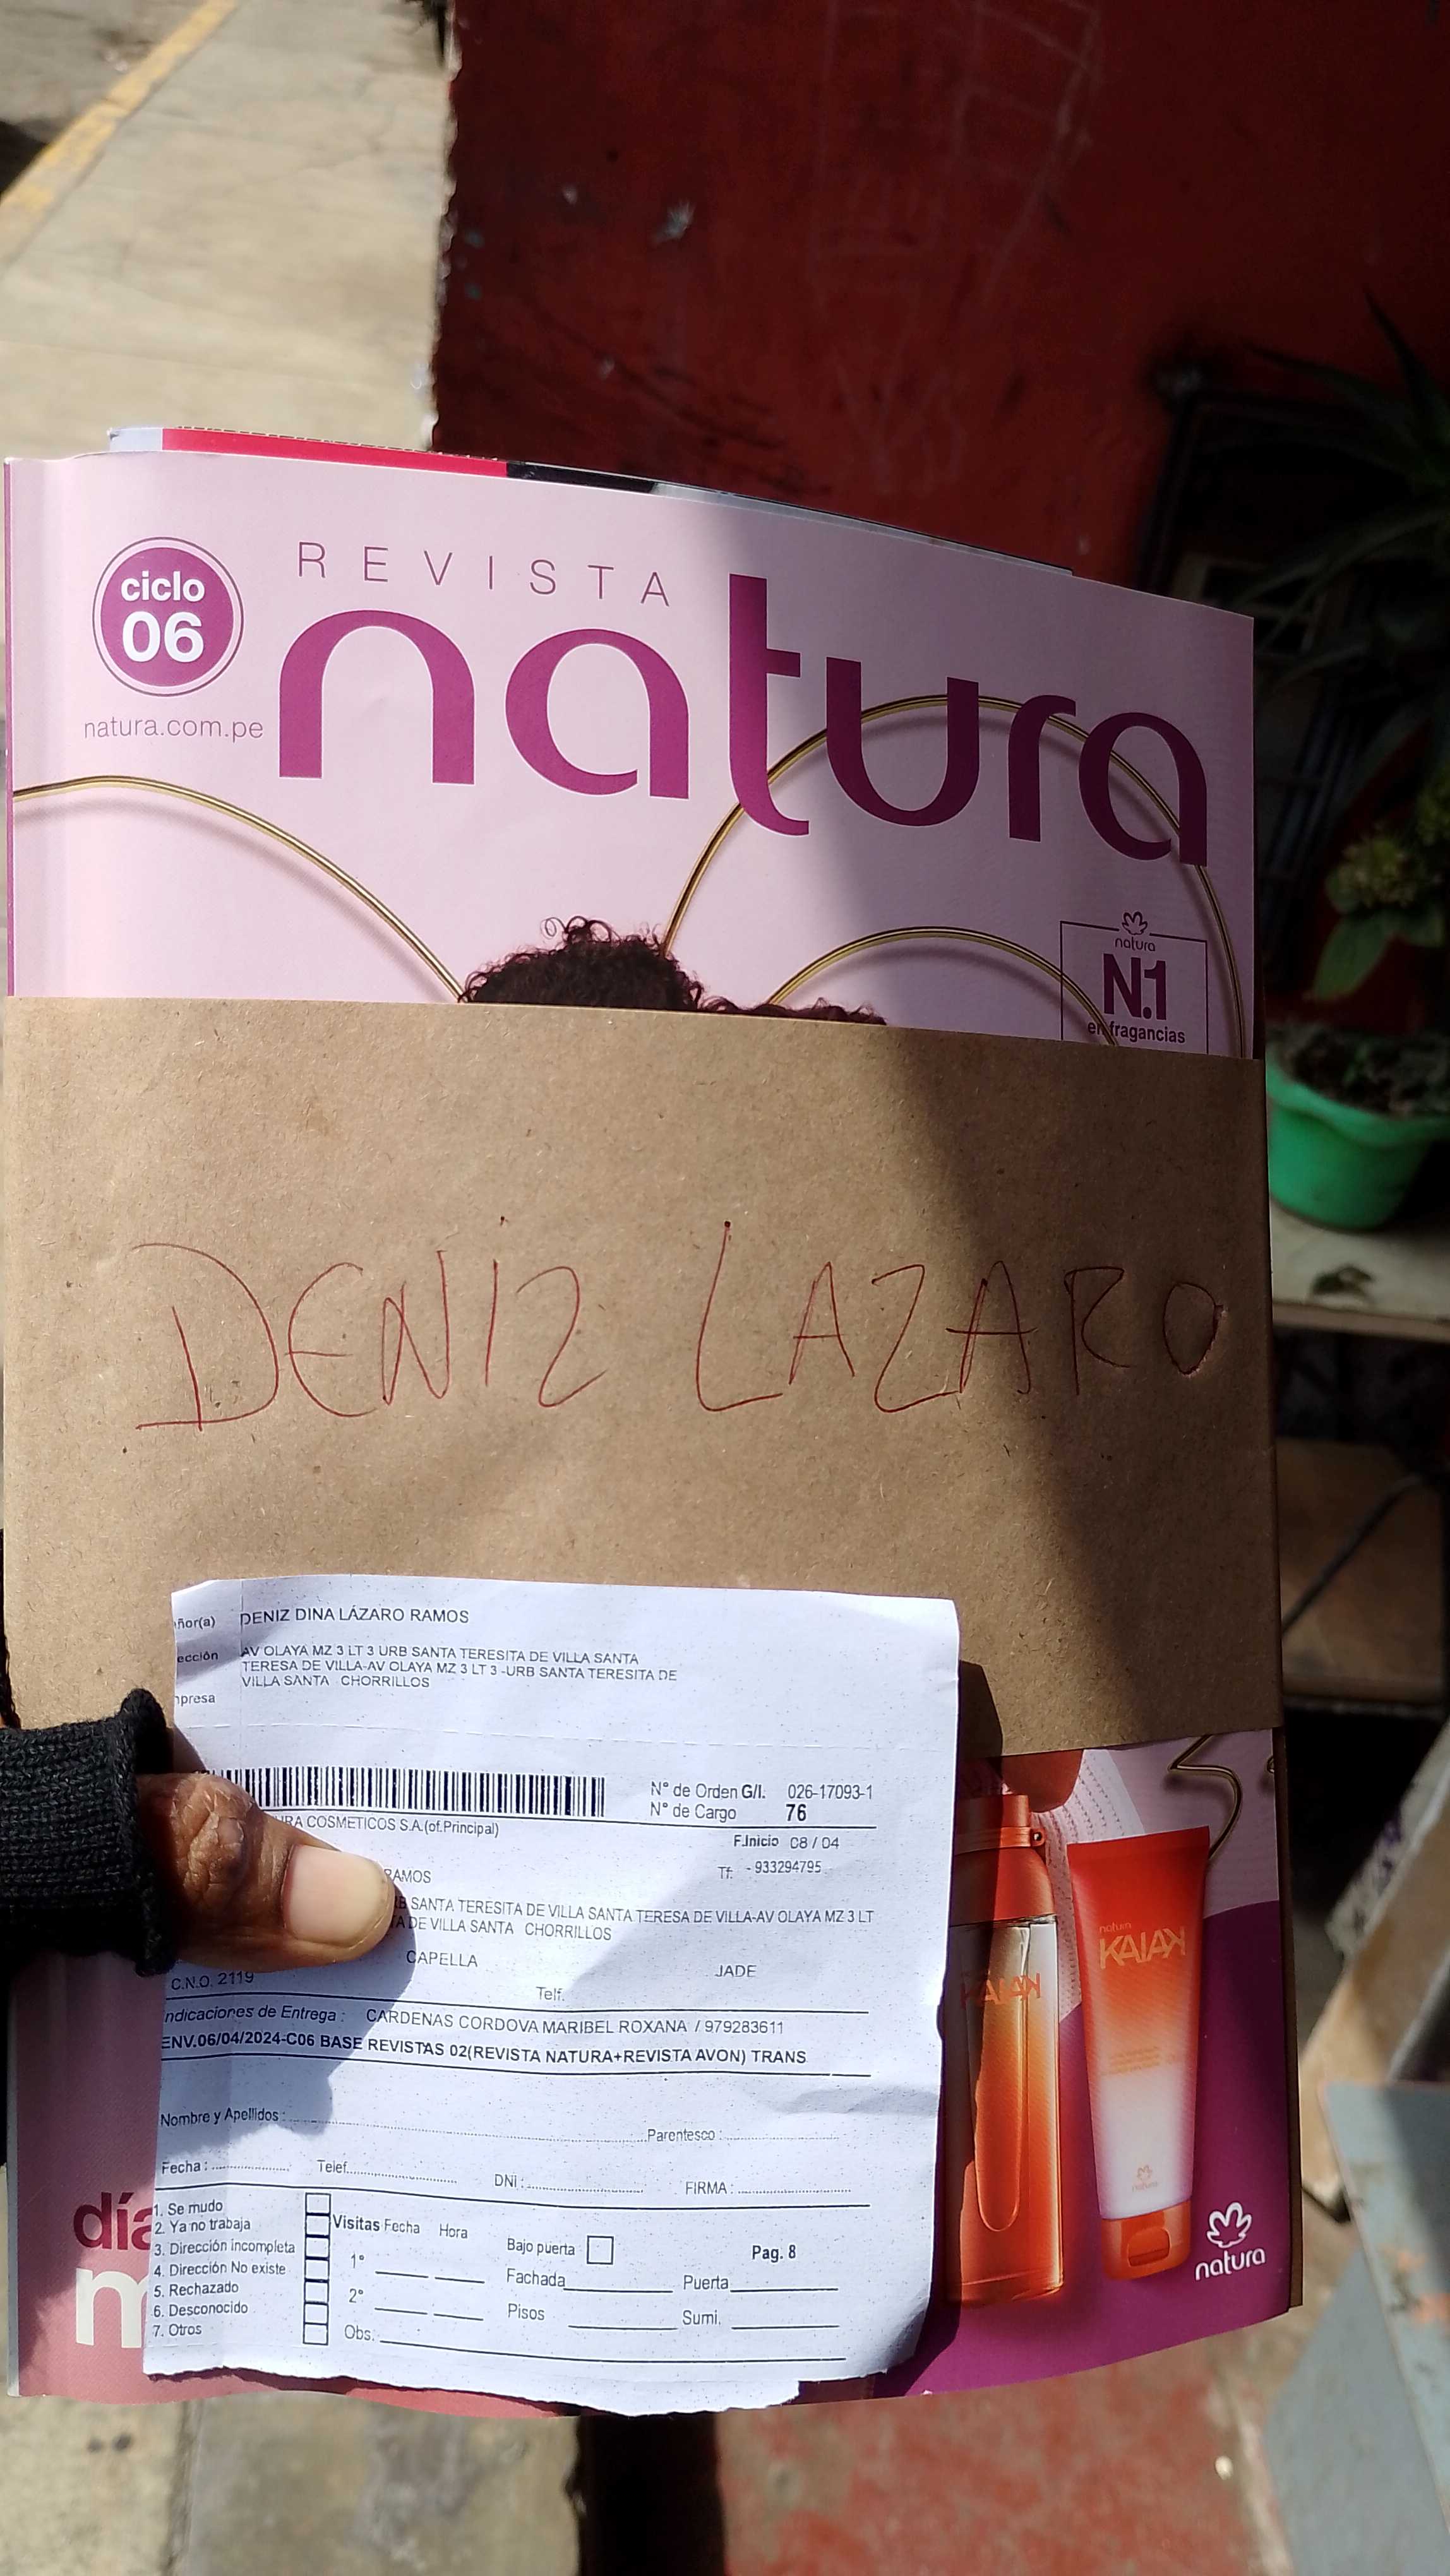 REVISTA
natura
ciclo
06
natura.com.pe
natura
N.1
en fragancias
DENIZ LAZARO
ñor(a) DENIZ DINA LÁZARO RAMOS
ección AV OLAYA MZ 3 LT 3 URB SANTA TERESITA DE VILLA SANTA
TERESA DE VILLA-AV OLAYA MZ 3 LT 3 -URB SANTA TERESITA DE
VILLA SANTA CHORRILLOS
npresa
N° de Orden G/I. 026-17093-1
N° de Cargo 76
URA COSMETICOS S.A.(of.Principal)
F.Inicio 08 / 04
RAMOS Tf: - 933294795
RB SANTA TERESITA DE VILLA SANTA TERESA DE VILLA-AV OLAYA MZ 3 LT
TA DE VILLA SANTA CHORRILLOS
CAPELLA JADE
C.N.O. 2119 Telf.
ndicaciones de Entrega : CARDENAS CORDOVA MARIBEL ROXANA / 979283611
ENV.06/04/2024-C06 BASE REVISTAS 02(REVISTA NATURA+REVISTA AVON) TRANS
Nombre y Apellidos : Parentesco :
Fecha : Telef. DNI : FIRMA :
1. Se mudo
2. Ya no trabaja
3. Dirección incompleta
4. Dirección No existe
5. Rechazado
6. Desconocido
7. Otros
Visitas Fecha Hora
1°
2°
Obs.
Bajo puerta Pag. 8
Fachada Puerta
Pisos Sumi.
natura
KAIAK
KAIAK
natura
día
m